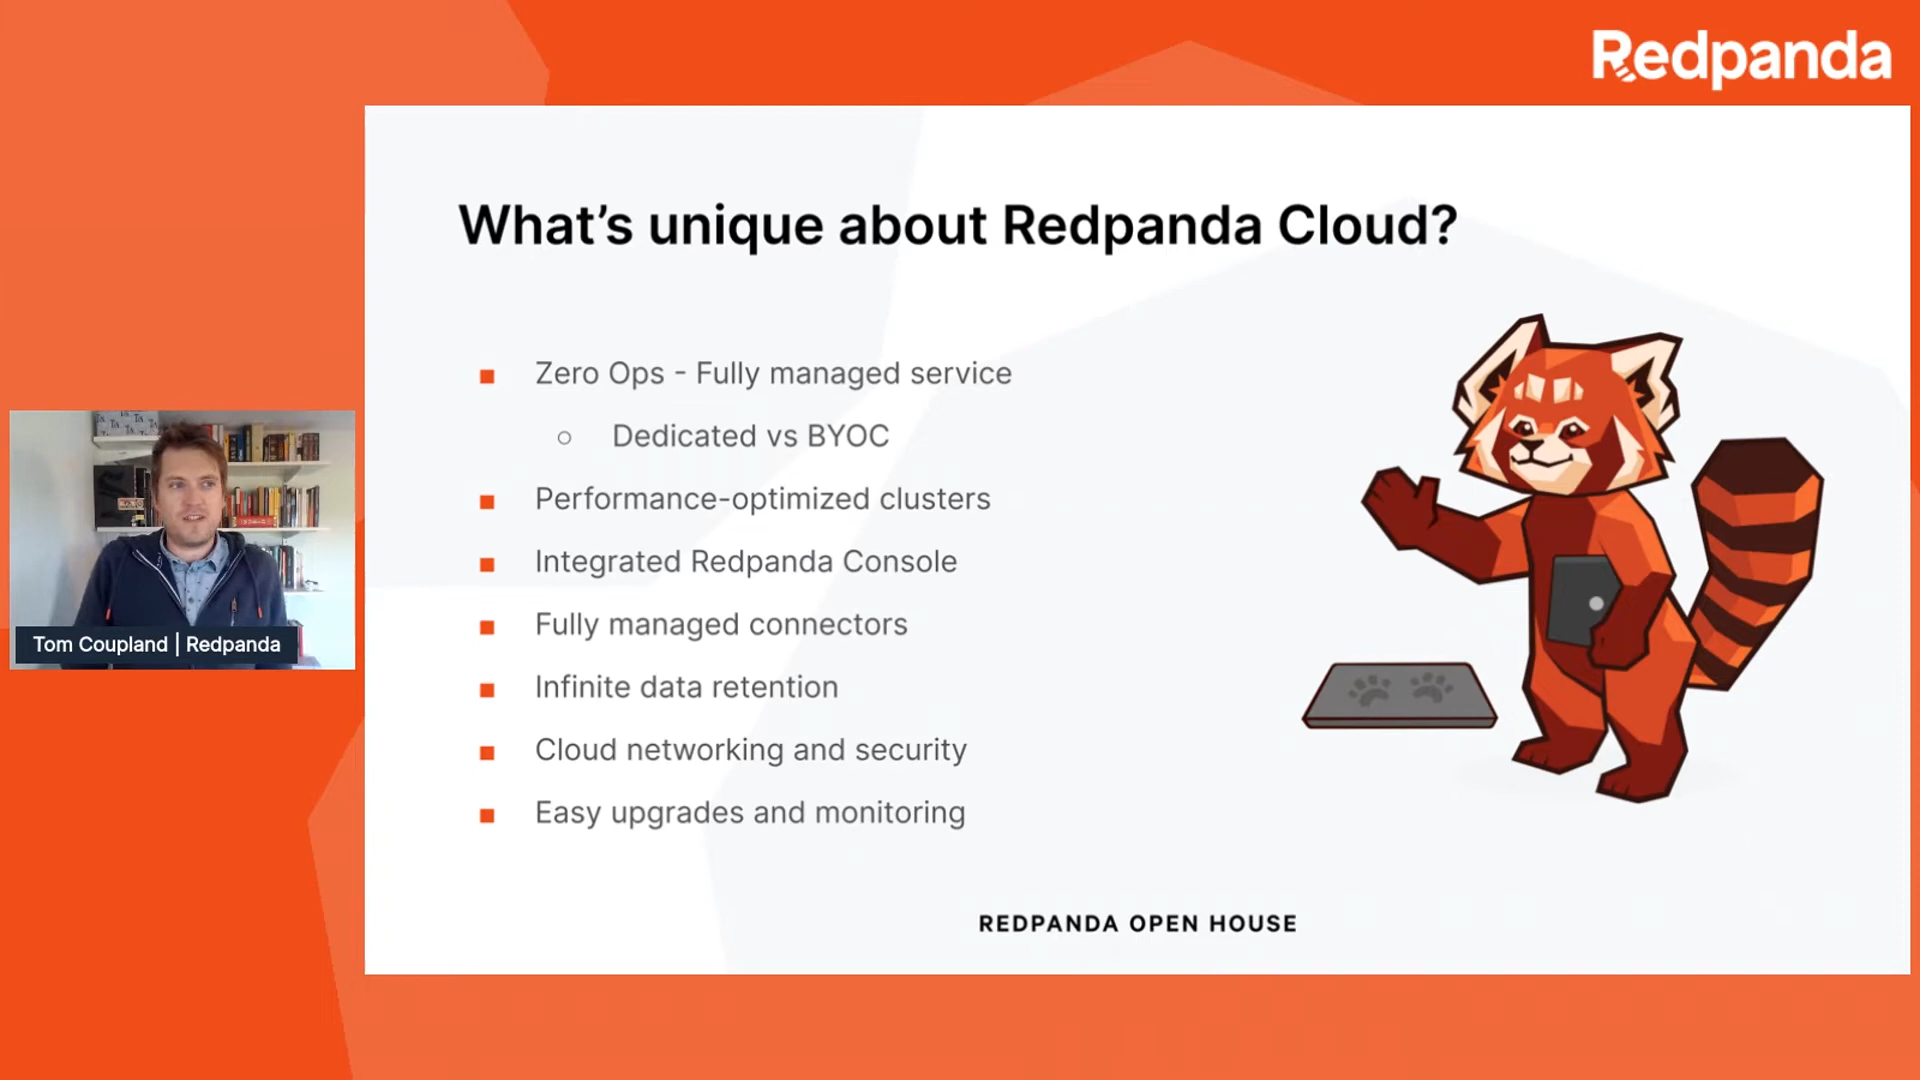 Redpanda
What’s unique about Redpanda Cloud?
Zero Ops - Fully managed service
Dedicated vs BYOC
Performance-optimized clusters
Integrated Redpanda Console
Fully managed connectors
Infinite data retention
Cloud networking and security
Easy upgrades and monitoring
REDPANDA OPEN HOUSE
Tom Coupland | Redpanda